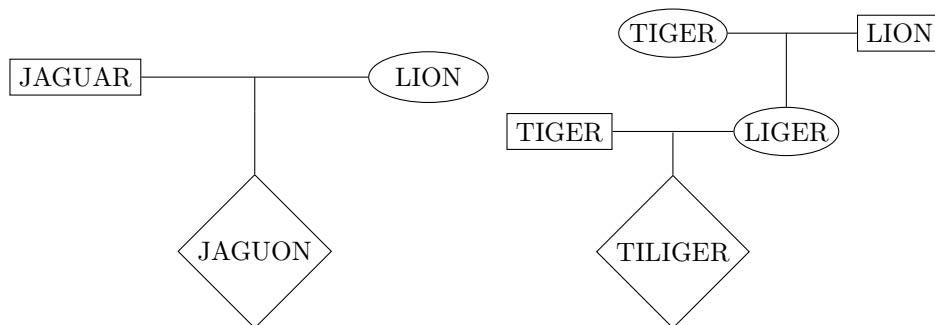 JAGUAR
LION
JAGUON
TIGER
LION
TIGER
LIGER
TILIGER